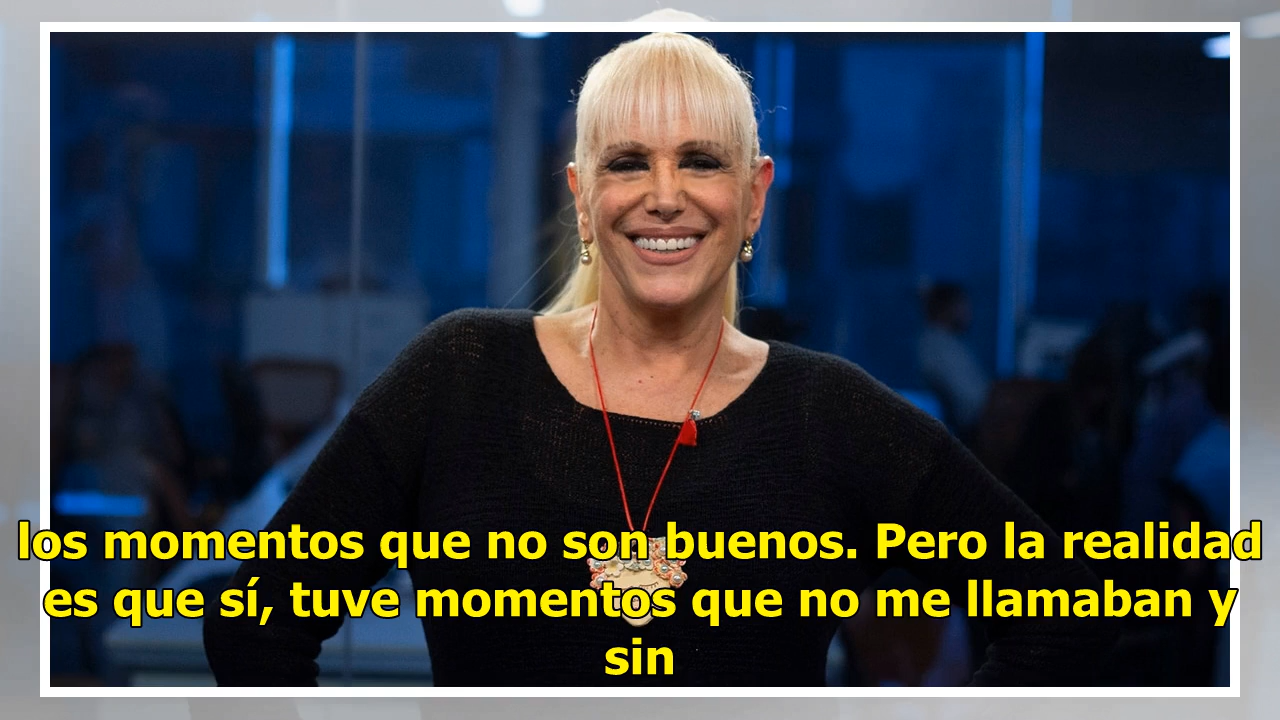 los momentos que no son buenos. Pero la realidad
es que sí, tuve momentos que no me llamaban y
sin